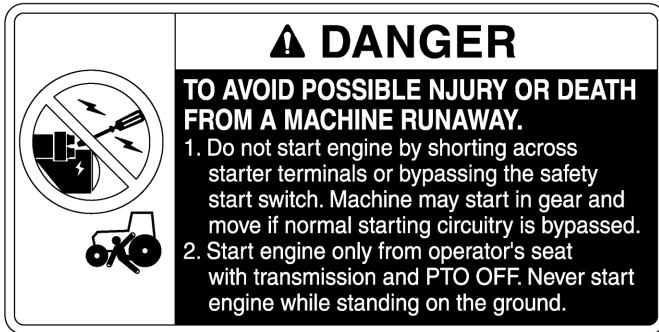 DANGER
TO AVOID POSSIBLE NJURY OR DEATH
FROM A MACHINE RUNAWAY.
1. Do not start engine by shorting across
starter terminals or bypassing the safety
start switch. Machine may start in gear and
move if normal starting circuitry is bypassed.
2. Start engine only from operator's seat
with transmission and PTO OFF. Never start
engine while standing on the ground.